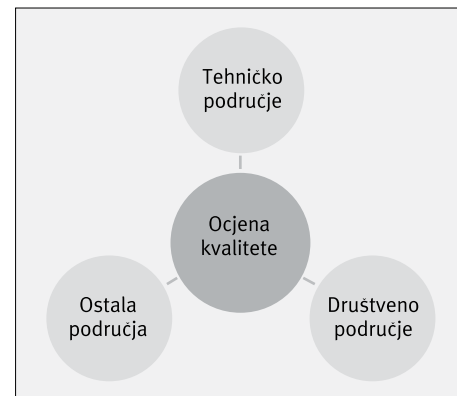 Tehničko
područje
Ocjena
kvalitete
Ostala
područja
Društveno
područje